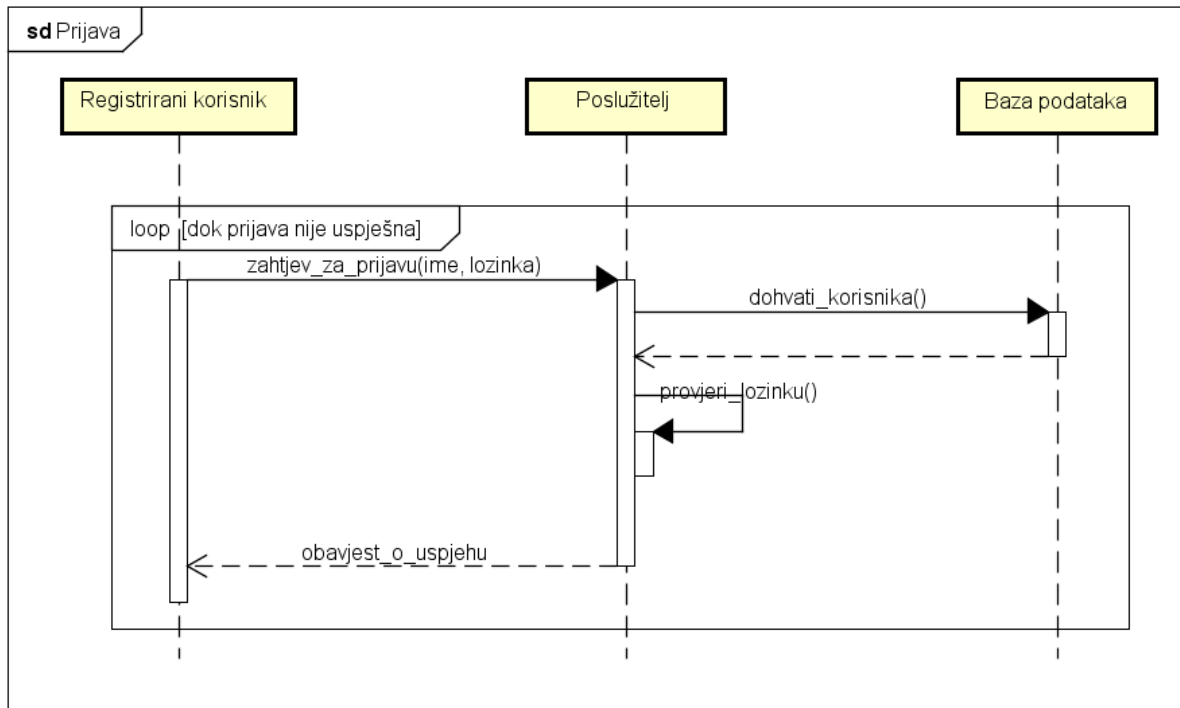 sd Prijava
Registrirani korisnik
Poslužitelj
Baza podataka
loop [dok prijava nije uspješna]
zahtjev_za_prijavu(ime, lozinka)
dohvati_korisnika()
provjeri_lozinku()
obavjest_o_uspjehu